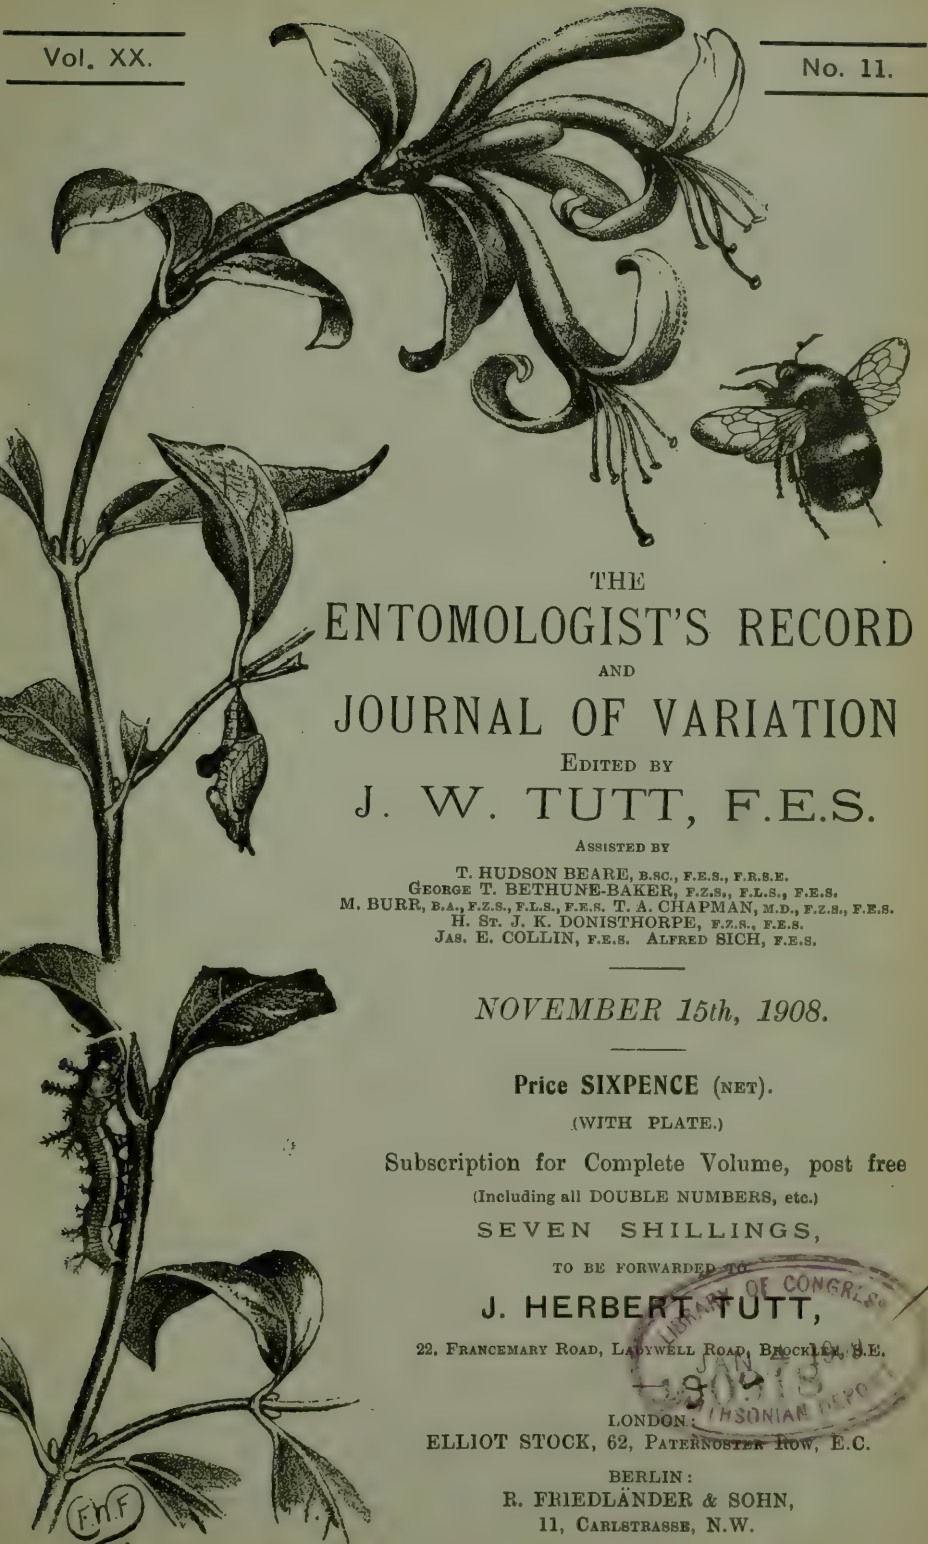 Vol. XX.
No. 11.
THE
ENTOMOLOGIST'S RECORD
AND
JOURNAL OF VARIATION
EDITED BY
J. W. TUTT, F.E.S.
ASSISTED BY
T. HUDSON BEARE, B.SC., F.E.S., F.R.S.E.
GEORGE T. BETHUNE-BAKER, F.Z.S., F.L.S., F.E.S.
M. BURR, B.A., F.Z.S., F.L.S., F.E.S. T. A. CHAPMAN, M.D., F.Z.S., F.E.S.
H. ST. J. K. DONISTHORPE, F.Z.S., F.E.S.
JAS. E. COLLIN, F.E.S. ALFRED SICH, F.E.S.
NOVEMBER 15th, 1908.
Price SIXPENCE (NET).
(WITH PLATE.)
Subscription for Complete Volume, post free
(Including all DOUBLE NUMBERS, etc.)
SEVEN SHILLINGS,
TO BE FORWARDED TO
J. HERBERT TUTT,
22, FRANCEMARY ROAD, LADYWELL ROAD, BROCKLEY, S.E.
LIBRARY OF CONGRESS
JAN 4
SMITHSONIAN DEPOSIT
LONDON:
ELLIOT STOCK, 62, PATERNOSTER ROW, E.C.
BERLIN:
R. FRIEDLÄNDER & SOHN,
11, CARLSTRASSE, N.W.
F.N.F